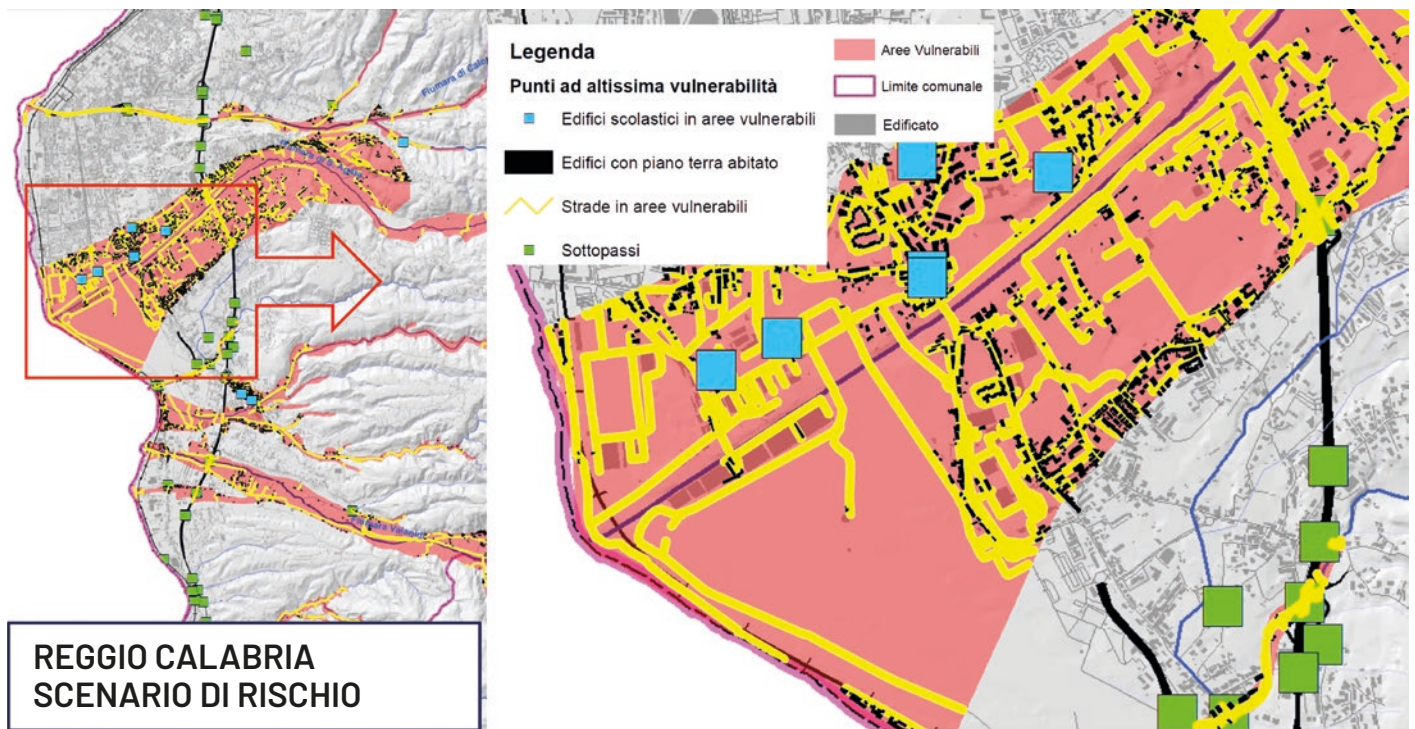 Legenda
Punti ad altissima vulnerabilità
Edifici scolastici in aree vulnerabili
Edifici con piano terra abitato
Strade in aree vulnerabili
Sottopassi
Aree Vulnerabili
Limite comunale
Edificato
REGGIO CALABRIA
SCENARIO DI RISCHIO